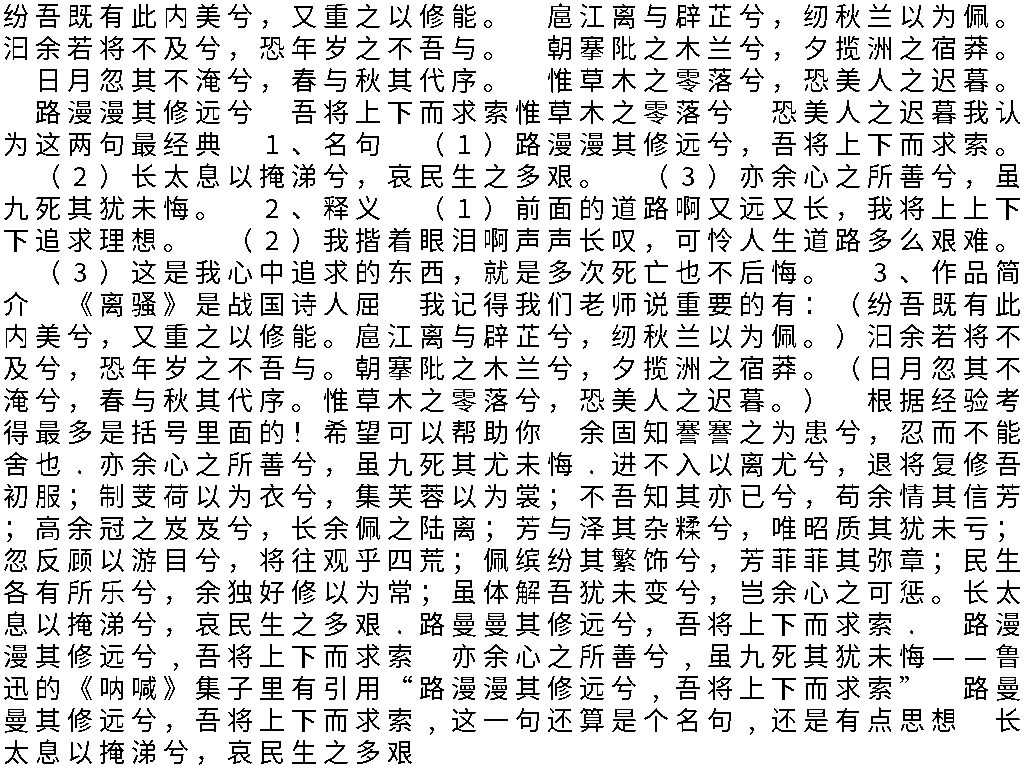 纷吾既有此内美兮，又重之以修能。　扈江离与辟芷兮，纫秋兰以为佩。
汩余若将不及兮，恐年岁之不吾与。　朝搴阰之木兰兮，夕揽洲之宿莽。
　日月忽其不淹兮，春与秋其代序。　惟草木之零落兮，恐美人之迟暮。
　路漫漫其修远兮　吾将上下而求索惟草木之零落兮　恐美人之迟暮我认
为这两句最经典　1、名句　（1）路漫漫其修远兮，吾将上下而求索。
　（2）长太息以掩涕兮，哀民生之多艰。　（3）亦余心之所善兮，虽
九死其犹未悔。　2、释义　（1）前面的道路啊又远又长，我将上上下
下追求理想。　（2）我揩着眼泪啊声声长叹，可怜人生道路多么艰难。
　（3）这是我心中追求的东西，就是多次死亡也不后悔。　3、作品简
介　《离骚》是战国诗人屈　我记得我们老师说重要的有：（纷吾既有此
内美兮，又重之以修能。扈江离与辟芷兮，纫秋兰以为佩。）汩余若将不
及兮，恐年岁之不吾与。朝搴阰之木兰兮，夕揽洲之宿莽。（日月忽其不
淹兮，春与秋其代序。惟草木之零落兮，恐美人之迟暮。）　根据经验考
得最多是括号里面的！希望可以帮助你　余固知謇謇之为患兮，忍而不能
舍也．亦余心之所善兮，虽九死其尤未悔．进不入以离尤兮，退将复修吾
初服；制芰荷以为衣兮，集芙蓉以为裳；不吾知其亦已兮，苟余情其信芳
；高余冠之岌岌兮，长余佩之陆离；芳与泽其杂糅兮，唯昭质其犹未亏；
忽反顾以游目兮，将往观乎四荒；佩缤纷其繁饰兮，芳菲菲其弥章；民生
各有所乐兮，余独好修以为常；虽体解吾犹未变兮，岂余心之可惩。长太
息以掩涕兮，哀民生之多艰．路曼曼其修远兮，吾将上下而求索．　路漫
漫其修远兮,吾将上下而求索　亦余心之所善兮,虽九死其犹未悔——鲁
迅的《呐喊》集子里有引用“路漫漫其修远兮,吾将上下而求索”　路曼
曼其修远兮，吾将上下而求索,这一句还算是个名句,还是有点思想　长
太息以掩涕兮，哀民生之多艰